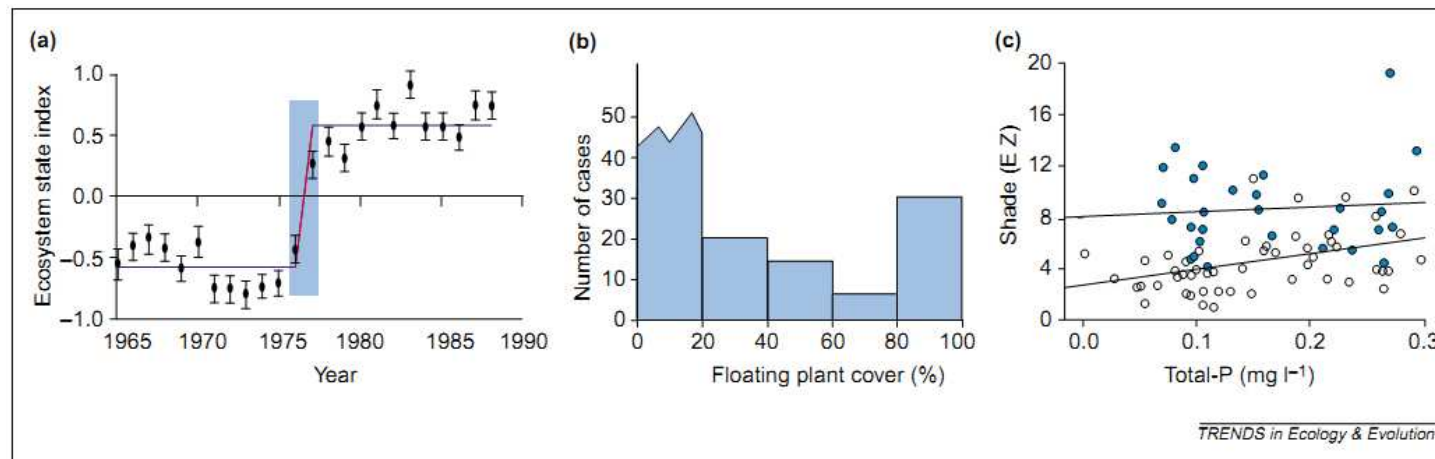 (a)
Ecosystem state index
1.0
0.5
0.0
–0.5
–1.0
1965 1970 1975 1980 1985 1990
Year
(b)
Number of cases
50
40
30
20
10
0
0 20 40 60 80 100
Floating plant cover (%)
(c)
Shade (E Z)
20
16
12
8
4
0
0.0 0.1 0.2 0.3
Total-P (mg l–1)
TRENDS in Ecology & Evolution